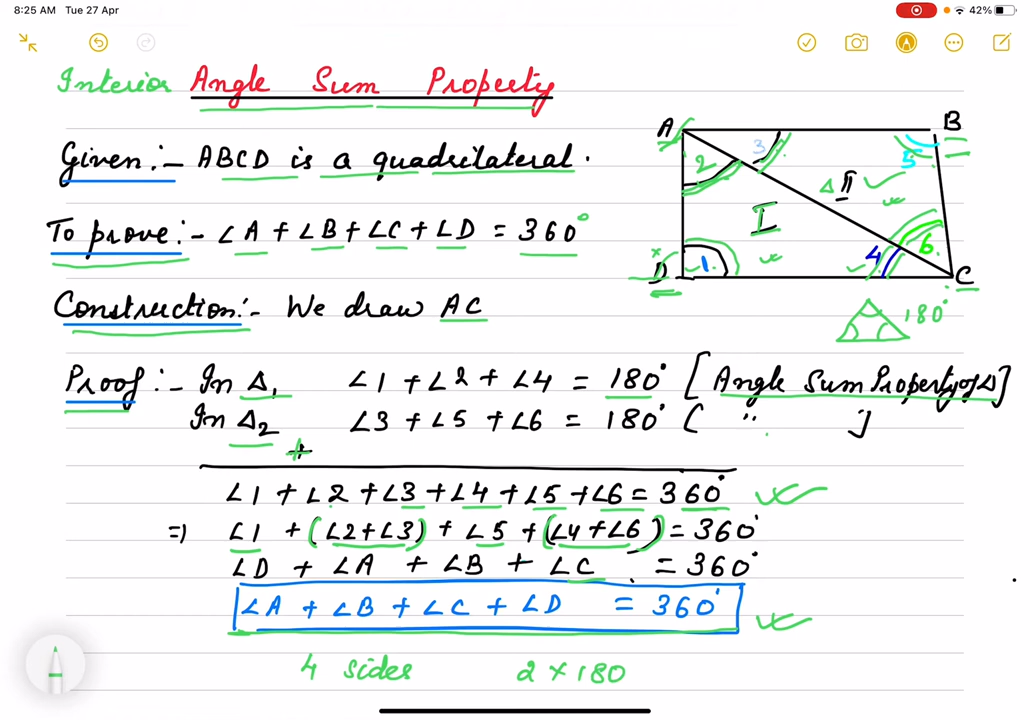 8:25 AM Tue 27 Apr
42%
Interior Angle Sum Property
Given :- ABCD is a quadrilateral.
To prove :- ∠A + ∠B + ∠C + ∠D = 360°
Construction :- We draw AC
A
B
2
3
5
Δ II
I
D
1.
4
6
C
180°
Proof :- In Δ1 ∠1 + ∠2 + ∠4 = 180° [Angle Sum Property of Δ]
In Δ2 ∠3 + ∠5 + ∠6 = 180° [ " ]
+
∠1 + ∠2 + ∠3 + ∠4 + ∠5 + ∠6 = 360°
=) ∠1 + (∠2+∠3) + ∠5 + (∠4+∠6) = 360°
∠D + ∠A + ∠B + ∠C = 360°
∠A + ∠B + ∠C + ∠D = 360°
4 sides 2 × 180